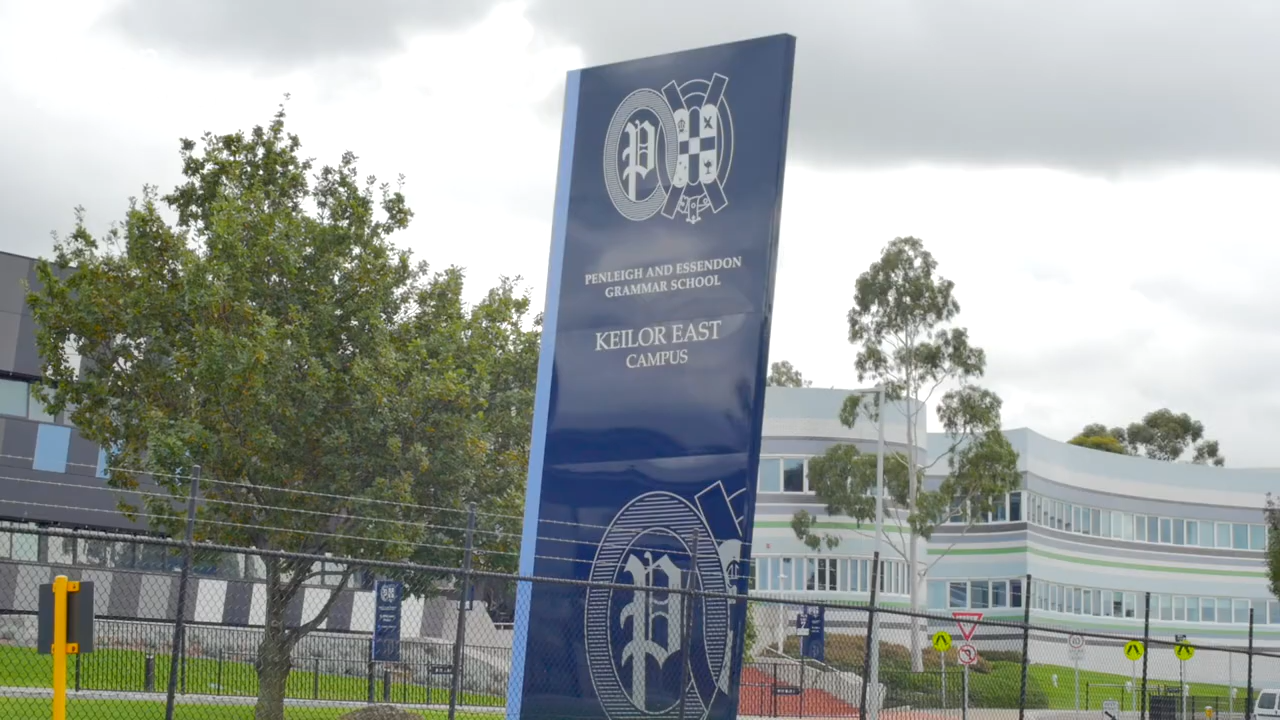 P
PENLEIGH AND ESSENDON
GRAMMAR SCHOOL
KEILOR EAST
CAMPUS
P